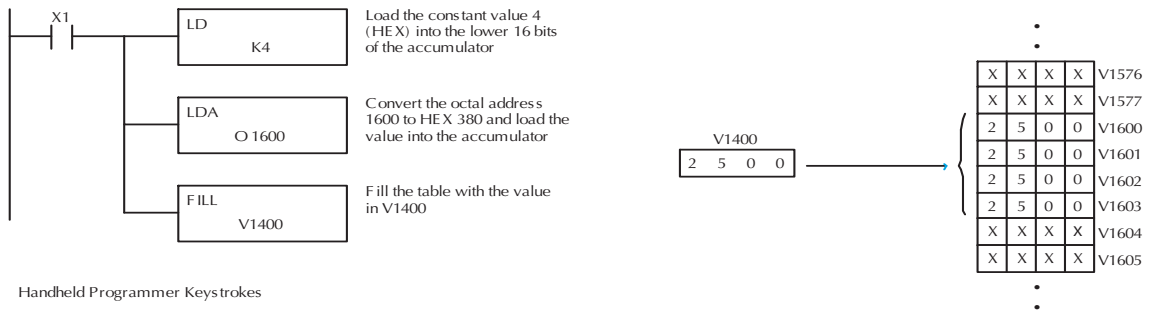 X1
LD
K4
Load the constant value 4
(HEX) into the lower 16 bits
of the accumulator
LDA
O 1600
Convert the octal address
1600 to HEX 380 and load the
value into the accumulator
FILL
V1400
Fill the table with the value
in V1400
Handheld Programmer Keystrokes
V1400
2 5 0 0
X X X X V1576
X X X X V1577
2 5 0 0 V1600
2 5 0 0 V1601
2 5 0 0 V1602
2 5 0 0 V1603
X X X X V1604
X X X X V1605